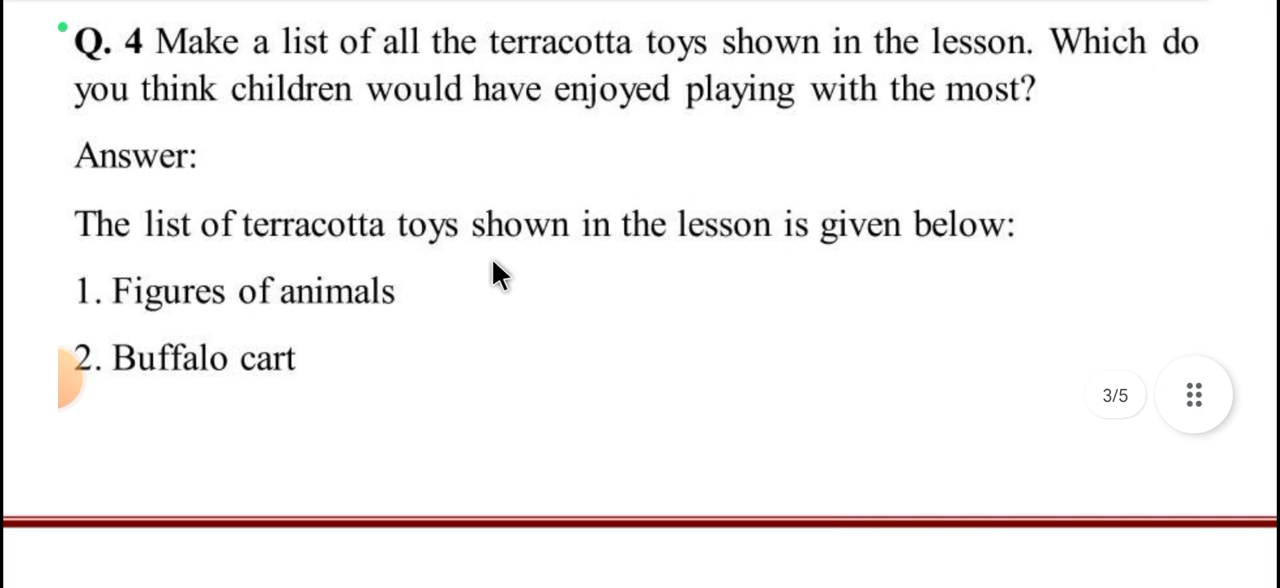 Q. 4 Make a list of all the terracotta toys shown in the lesson. Which do
you think children would have enjoyed playing with the most?
Answer:
The list of terracotta toys shown in the lesson is given below:
1. Figures of animals
2. Buffalo cart
3/5